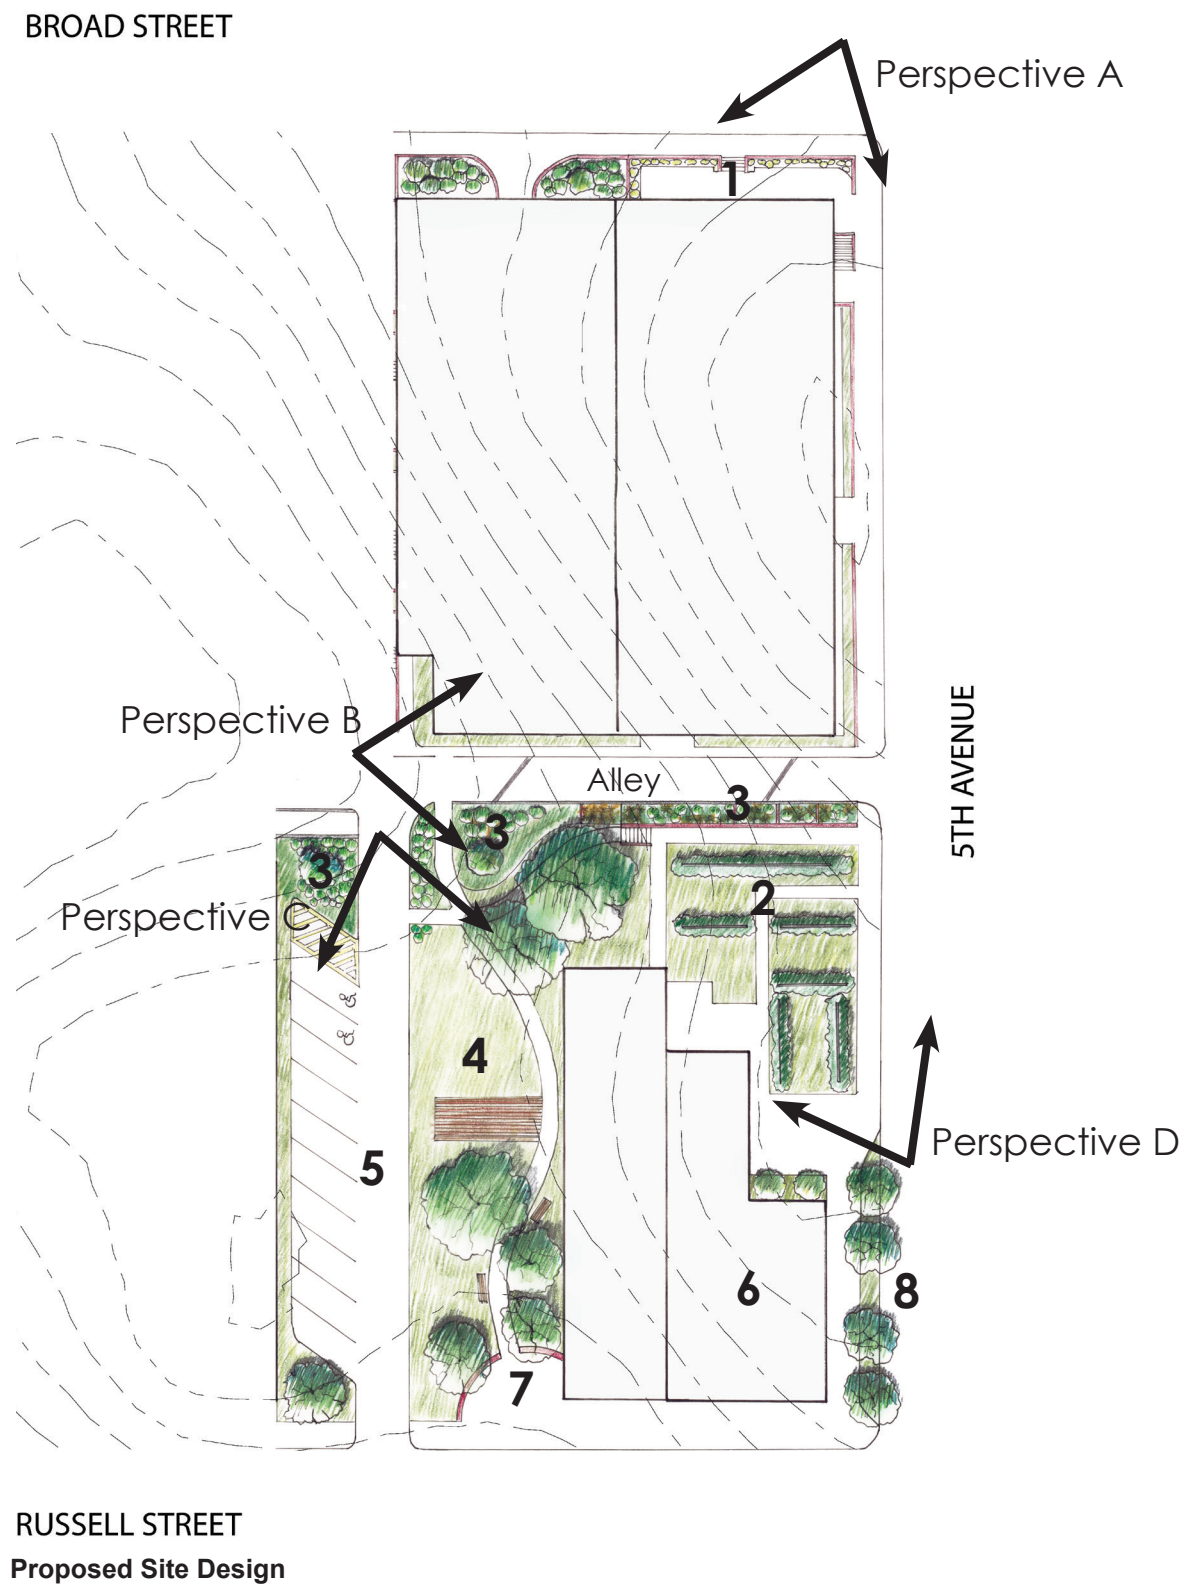 BROAD STREET
Perspective A
1
Perspective B
Alley
3
3
3
5TH AVENUE
2
Perspective C
4
Perspective D
5
6
8
7
RUSSELL STREET
Proposed Site Design